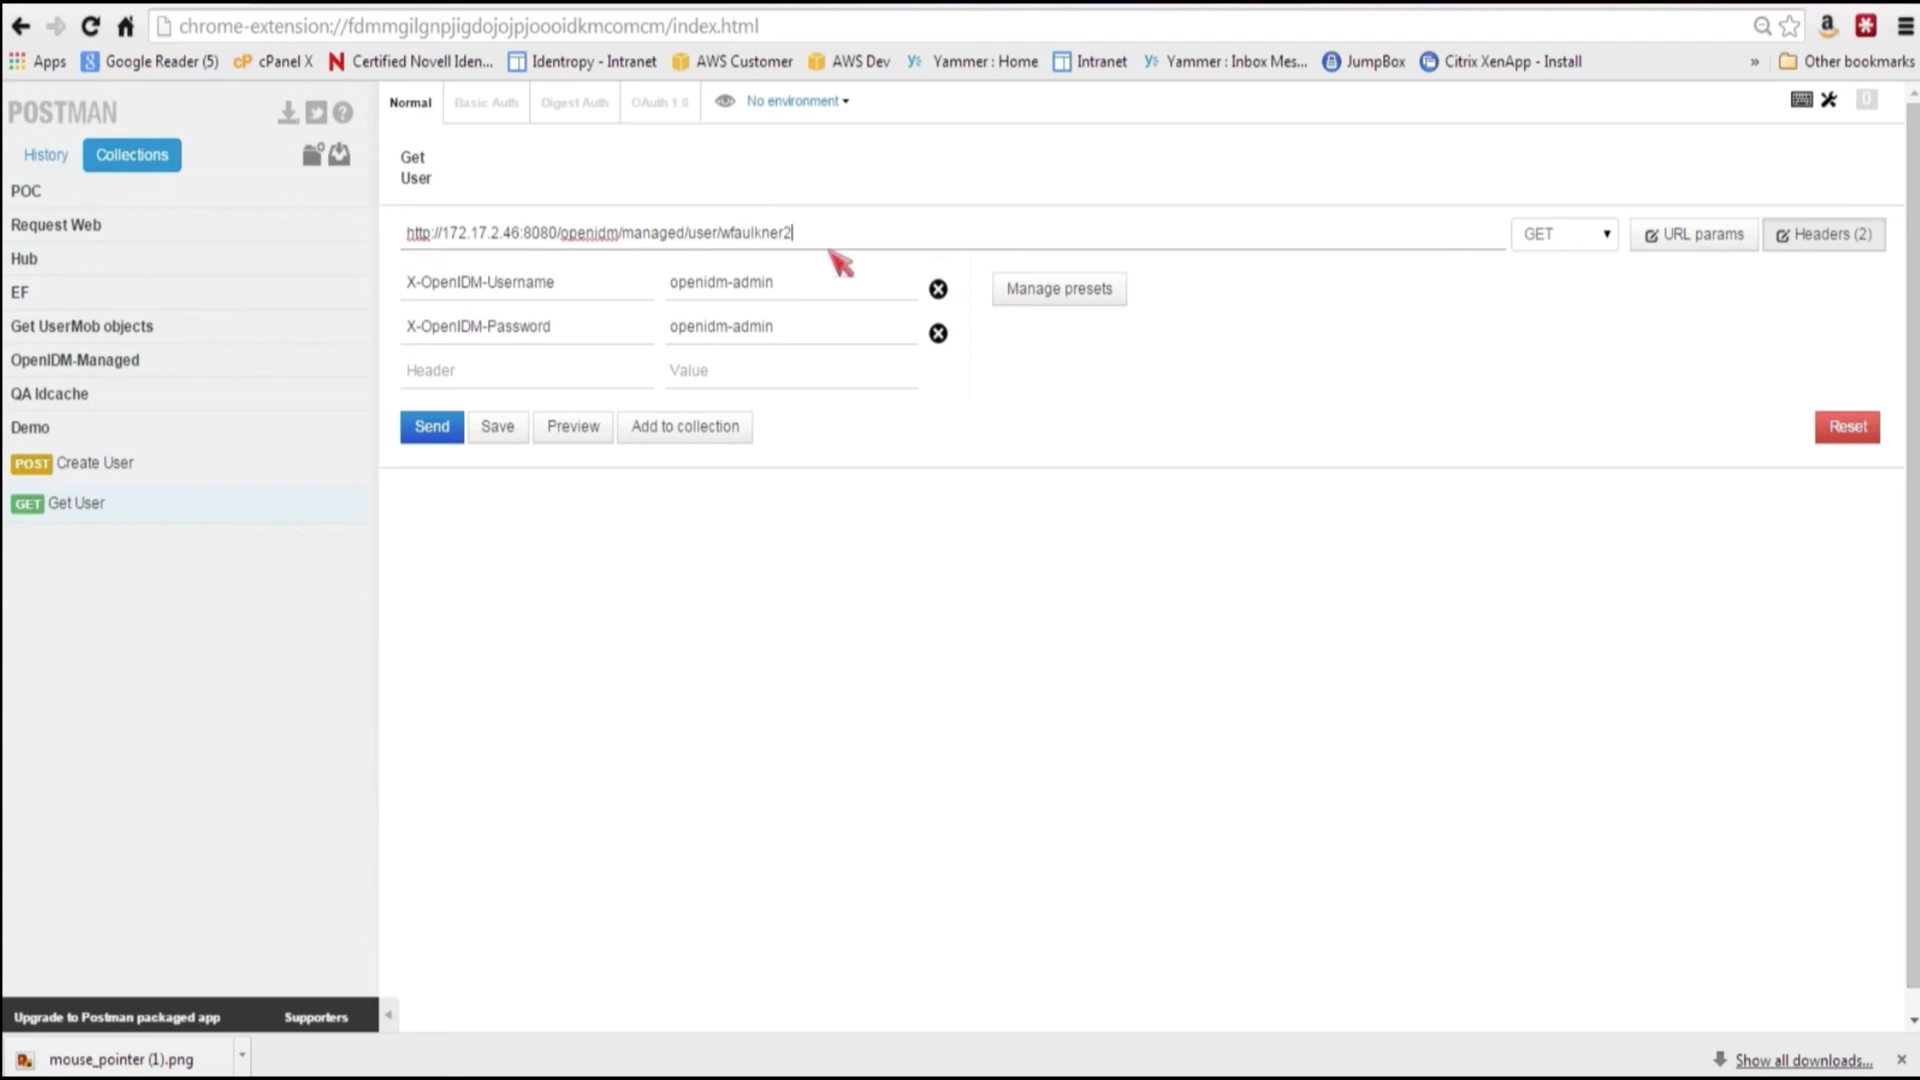 chrome-extension://fdmmgilgnpjigdojojpjoooidkmcomcm/index.html
Apps Google Reader (5) cP cPanel X Certified Novell Iden... Identropy - Intranet AWS Customer AWS Dev Yammer : Home Intranet Yammer : Inbox Mes... JumpBox Citrix XenApp - Install » Other bookmarks
POSTMAN
Normal Basic Auth Digest Auth OAuth 1.0 No environment 0
History Collections
Get
User
POC
Request Web
Hub
EF
Get UserMob objects
OpenIDM-Managed
QA Idcache
Demo
POST Create User
GET Get User
http://172.17.2.46:8080/openidm/managed/user/wfaulkner2
GET URL params Headers (2)
X-OpenIDM-Username openidm-admin
Manage presets
X-OpenIDM-Password openidm-admin
Header Value
Send Save Preview Add to collection Reset
Upgrade to Postman packaged app Supporters
mouse_pointer (1).png Show all downloads...